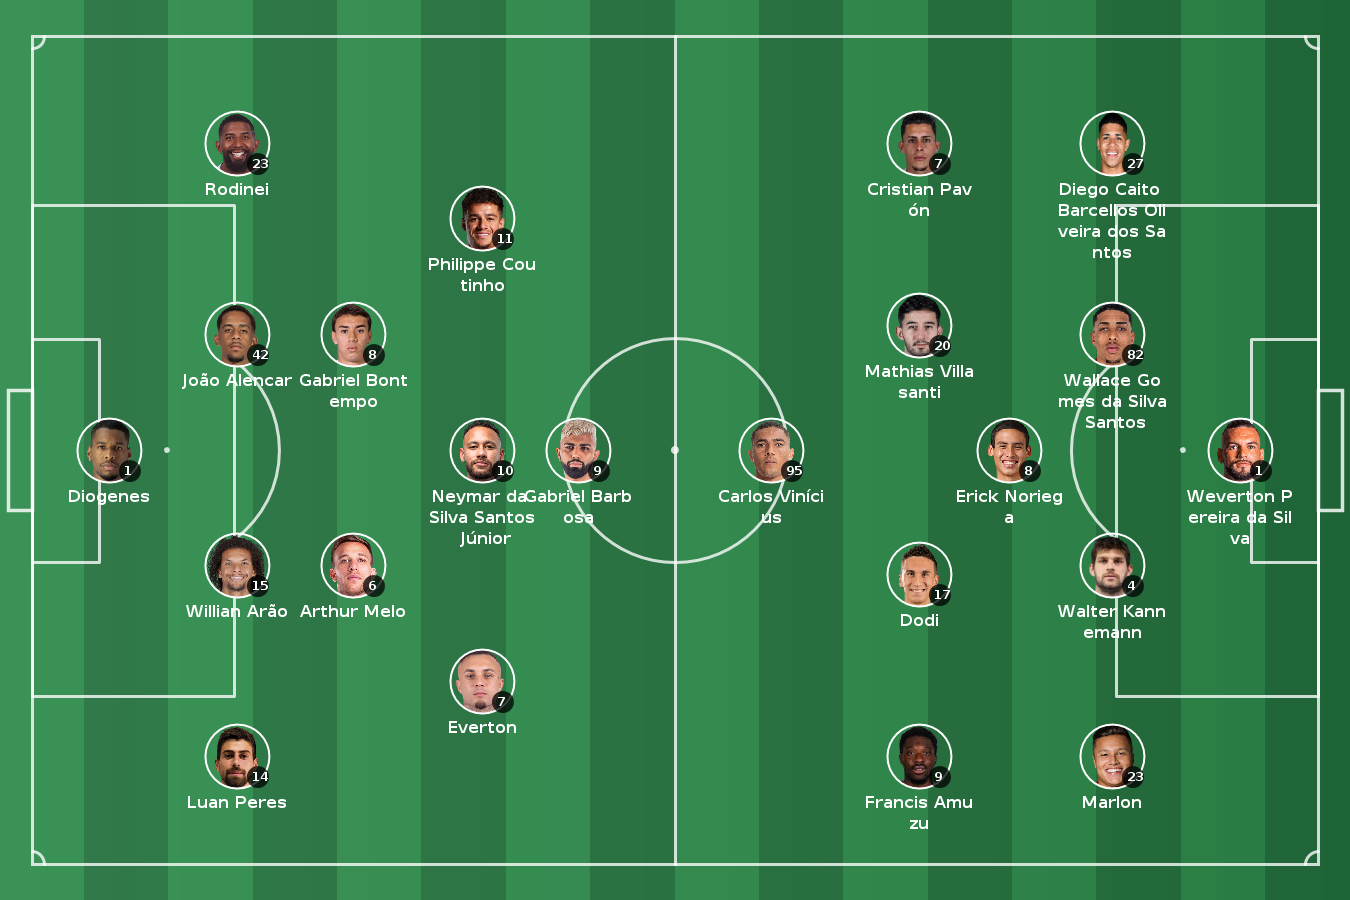 23
Rodinei
11
Philippe Cou
tinho
42
João Alencar
8
Gabriel Bont
empo
1
Diogenes
10
Neymar da
Silva Santos
Júnior
9
Gabriel Barb
osa
15
Willian Arão
6
Arthur Melo
7
Everton
14
Luan Peres
7
Cristian Pav
ón
27
Diego Caito
Barcellos Oli
veira dos Sa
ntos
20
Mathias Villa
santi
82
Wallace Go
mes da Silva
Santos
95
Carlos Viníci
us
8
Erick Norieg
a
1
Weverton P
ereira da Sil
va
17
Dodi
4
Walter Kann
emann
9
Francis Amu
zu
23
Marlon